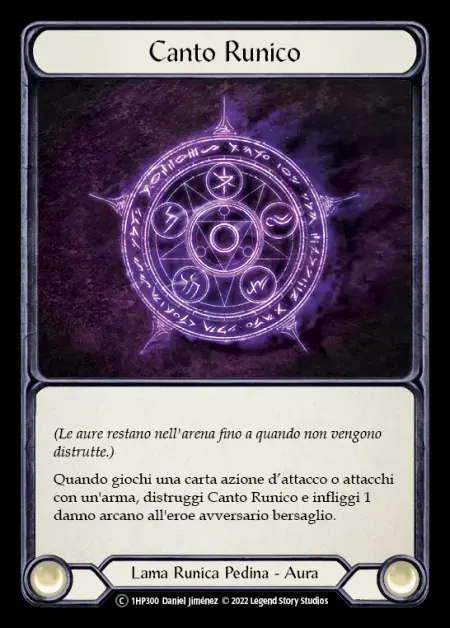 Canto Runico
(Le aure restano nell'arena fino a quando non vengono
distrutte.)
Quando giochi una carta azione d’attacco o attacchi
con un'arma, distruggi Canto Runico e infliggi 1
danno arcano all'eroe avversario bersaglio.
Lama Runica Pedina - Aura
C 1HP300 Daniel Jiménez © 2022 Legend Story Studios